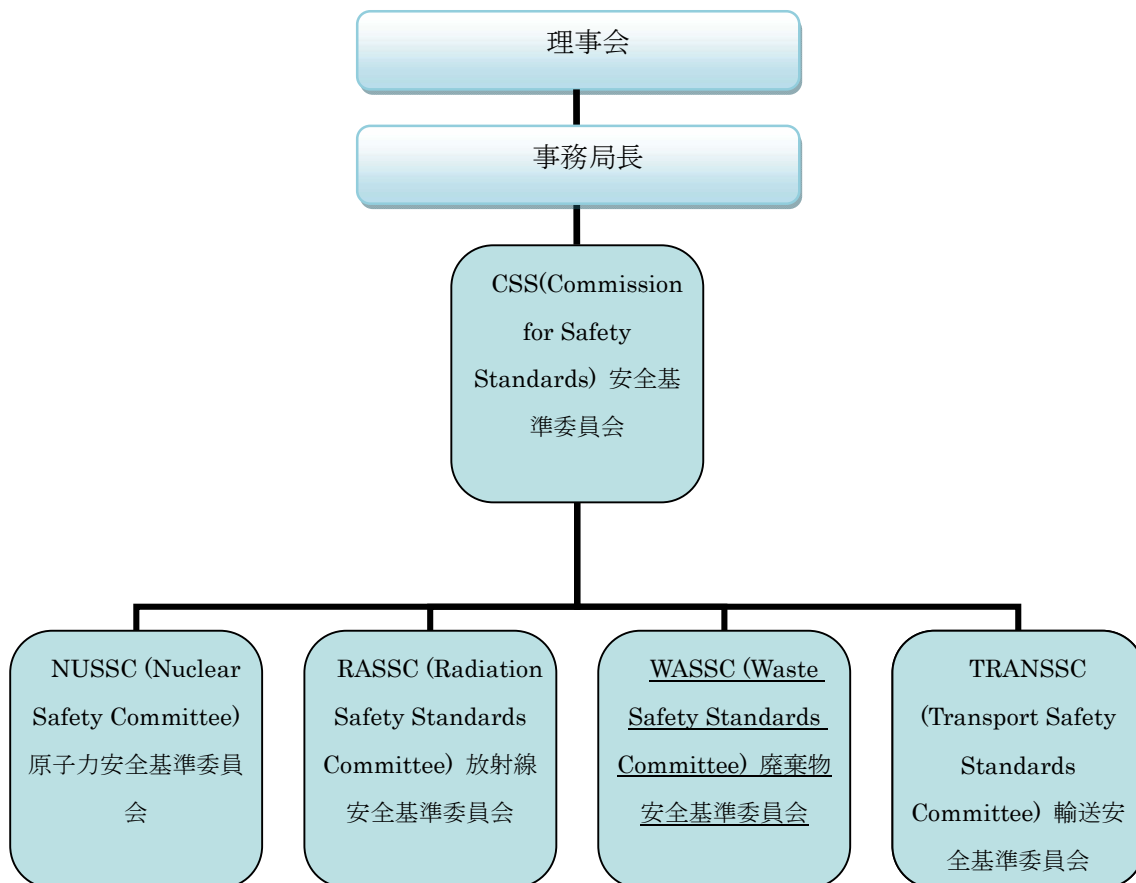 理事会
事務局長
CSS(Commission
for Safety
Standards) 安全基
準委員会
NUSSC (Nuclear
Safety Committee)
原子力安全基準委員
会
RASSC (Radiation
Safety Standards
Committee) 放射線
安全基準委員会
WASSC (Waste
Safety Standards
Committee) 廃棄物
安全基準委員会
TRANSSC
(Transport Safety
Standards
Committee) 輸送安
全基準委員会